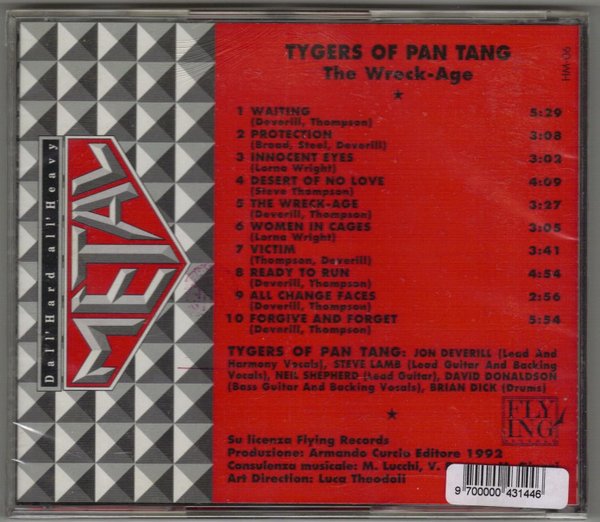 TYGERS OF PAN TANG
The Wreck-Age
HM-06
1 WAITING 5:29
(Deverill, Thompson)
2 PROTECTION 3:08
(Broad, Steel, Deverill)
3 INNOCENT EYES 3:02
(Lorna Wright)
4 DESERT OF NO LOVE 4:09
(Steve Thompson)
5 THE WRECK-AGE 3:27
(Deverill, Thompson)
6 WOMEN IN CAGES 3:05
(Lorna Wright)
7 VICTIM 3:41
(Thompson, Deverill)
8 READY TO RUN 4:54
(Deverill, Thompson)
9 ALL CHANGE FACES 2:56
(Deverill, Thompson)
10 FORGIVE AND FORGET 5:54
(Deverill, Thompson)
TYGERS OF PAN TANG: JON DEVERILL (Lead And
Harmony Vocals), STEVE LAMB (Lead Guitar And Backing
Vocals), NEIL SHEPHERD (Lead Guitar), DAVID DONALDSON
(Bass Guitar And Backing Vocals), BRIAN DICK (Drums)
FLY
ING
Su licenza Flying Records
Produzione: Armando Curcio Editore 1992
Consulenza musicale: M. Lucchi, V.
Art Direction: Luca Theodoli
9 700000 431446
Dall'Hard all'Heavy
METAL